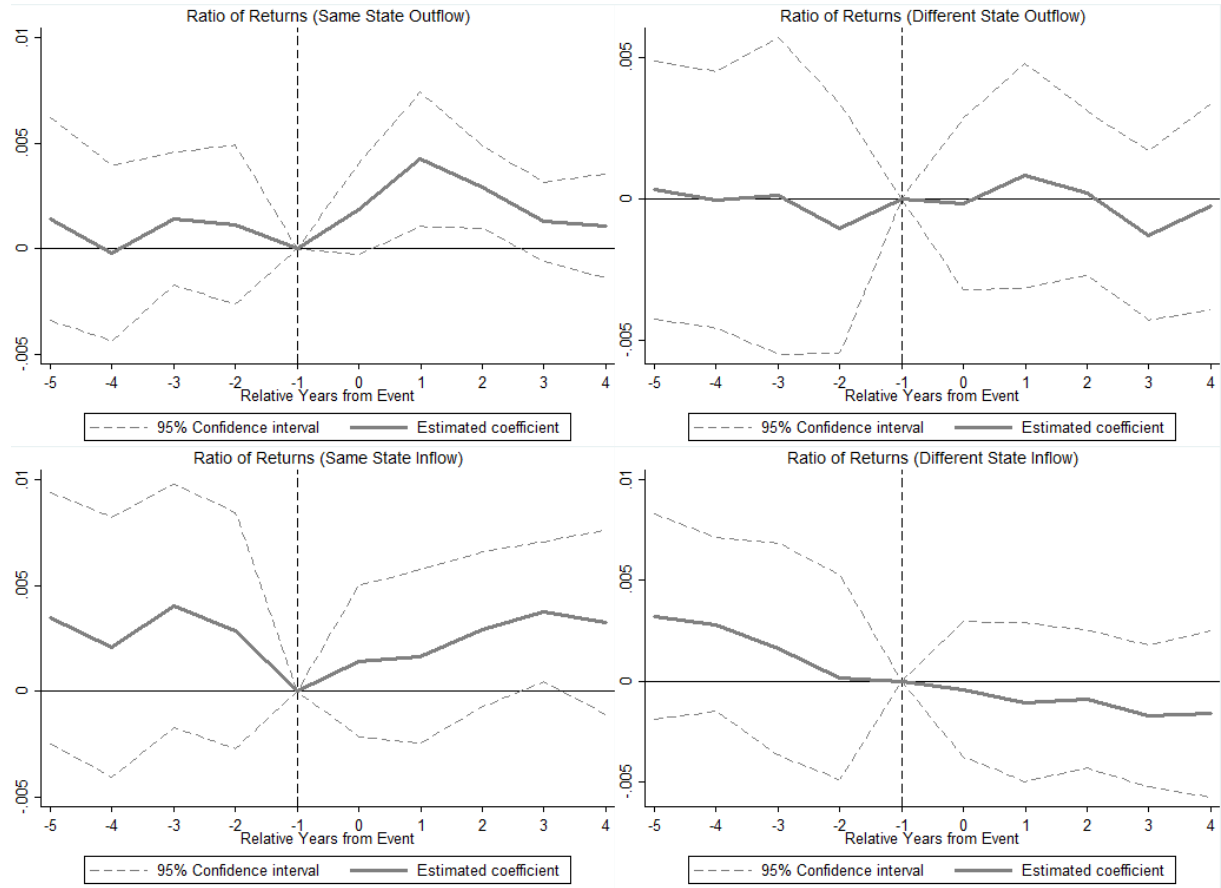 Ratio of Returns (Same State Outflow)
.01
.005
0
-.005
-5 -4 -3 -2 -1 0 1 2 3 4
Relative Years from Event
95% Confidence interval Estimated coefficient
Ratio of Returns (Different State Outflow)
.005
0
-.005
-5 -4 -3 -2 -1 0 1 2 3 4
Relative Years from Event
95% Confidence interval Estimated coefficient
Ratio of Returns (Same State Inflow)
.01
.005
0
-.005
-5 -4 -3 -2 -1 0 1 2 3 4
Relative Years from Event
95% Confidence interval Estimated coefficient
Ratio of Returns (Different State Inflow)
.01
.005
0
-.005
-5 -4 -3 -2 -1 0 1 2 3 4
Relative Years from Event
95% Confidence interval Estimated coefficient